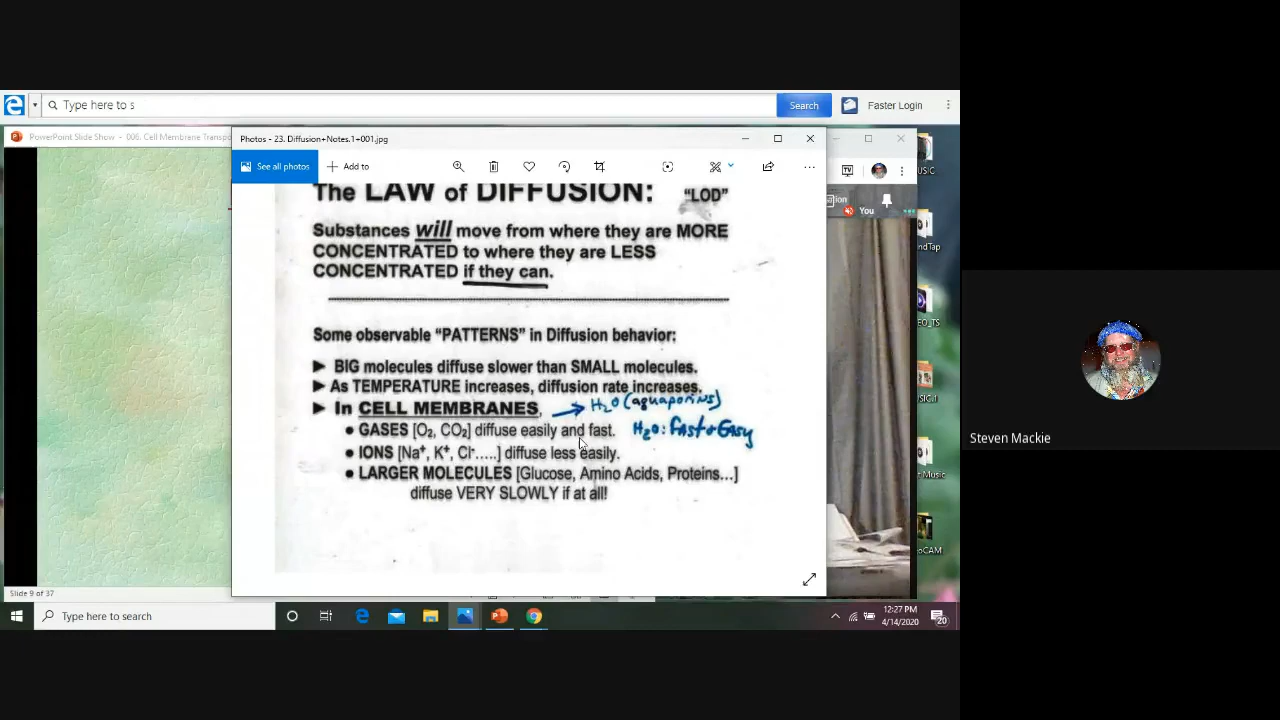 Type here to s
Search
Faster Login
PowerPoint Slide Show - 006. Cell Membrane Transpo
Photos - 23. Diffusion+Notes.1+001.jpg
See all photos
Add to
The LAW of DIFFUSION: "LOD"
You
Substances will move from where they are MORE
CONCENTRATED to where they are LESS
CONCENTRATED if they can.
Some observable "PATTERNS" in Diffusion behavior:
► BIG molecules diffuse slower than SMALL molecules.
► As TEMPERATURE increases, diffusion rate increases.
► In CELL MEMBRANES, → H₂O (aquaporins)
• GASES [O₂, CO₂] diffuse easily and fast. H₂O: FAST + EASY
• IONS [Na⁺, K⁺, Cl⁻.....] diffuse less easily.
• LARGER MOLECULES [Glucose, Amino Acids, Proteins...]
diffuse VERY SLOWLY if at all!
Steven Mackie
Slide 9 of 37
Type here to search
12:27 PM
4/14/2020
20